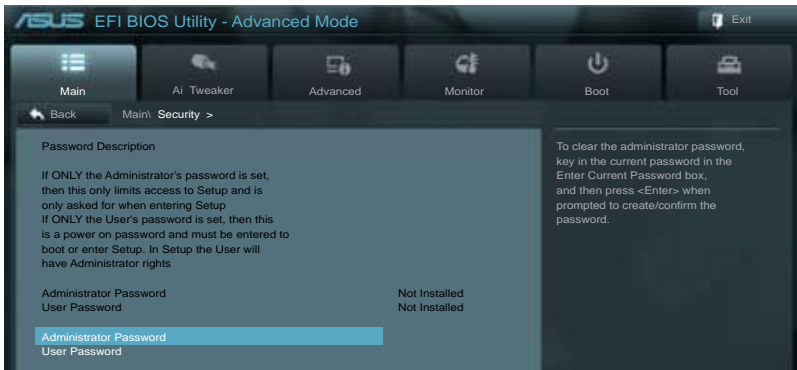 ASUS EFI BIOS Utility - Advanced Mode
Exit
Main
Ai Tweaker
Advanced
Monitor
Boot
Tool
Back
Main\ Security >
Password Description
If ONLY the Administrator's password is set,
then this only limits access to Setup and is
only asked for when entering Setup
If ONLY the User's password is set, then this
is a power on password and must be entered to
boot or enter Setup. In Setup the User will
have Administrator rights
Administrator Password Not Installed
User Password Not Installed
Administrator Password
User Password
To clear the administrator password,
key in the current password in the
Enter Current Password box,
and then press <Enter> when
prompted to create/confirm the
password.